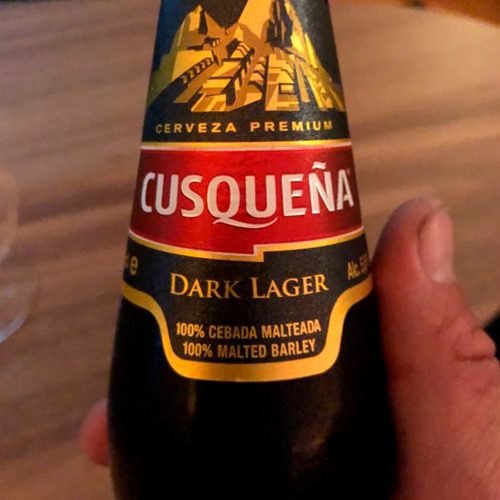 CERVEZA PREMIUM
CUSQUEÑA
DARK LAGER
100% CEBADA MALTEADA
100% MALTED BARLEY